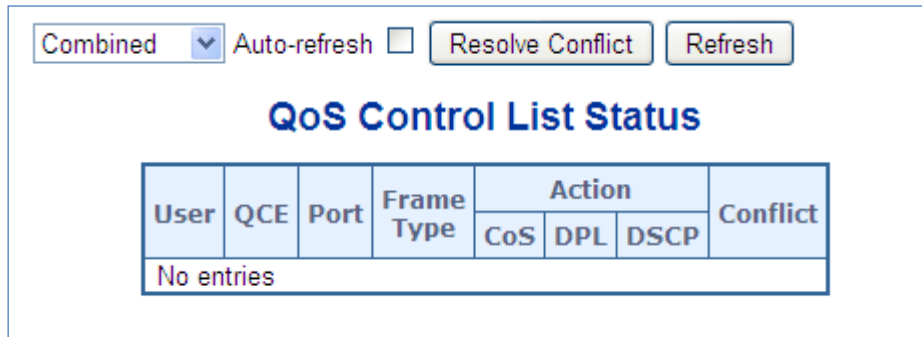 Combined Auto-refresh Resolve Conflict Refresh
QoS Control List Status
User QCE Port Frame Type Action Conflict
CoS DPL DSCP
No entries